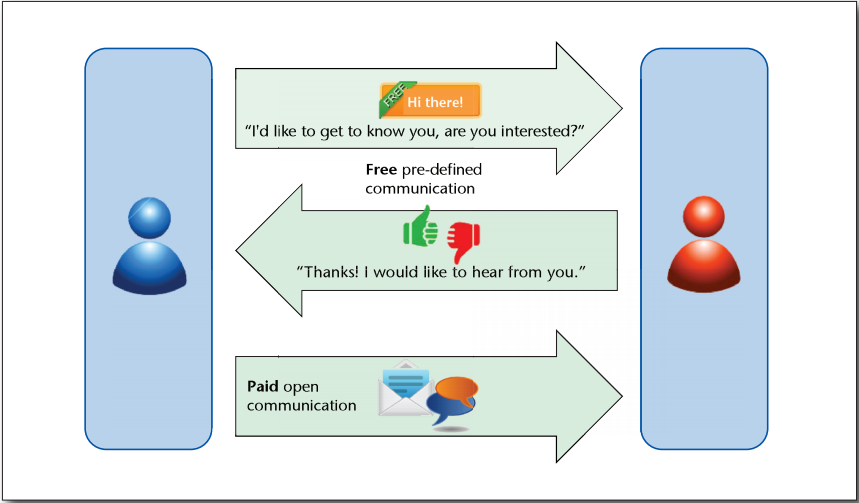 FREE
Hi there!
“I'd like to get to know you, are you interested?”
Free pre-defined
communication
“Thanks! I would like to hear from you.”
Paid open
communication